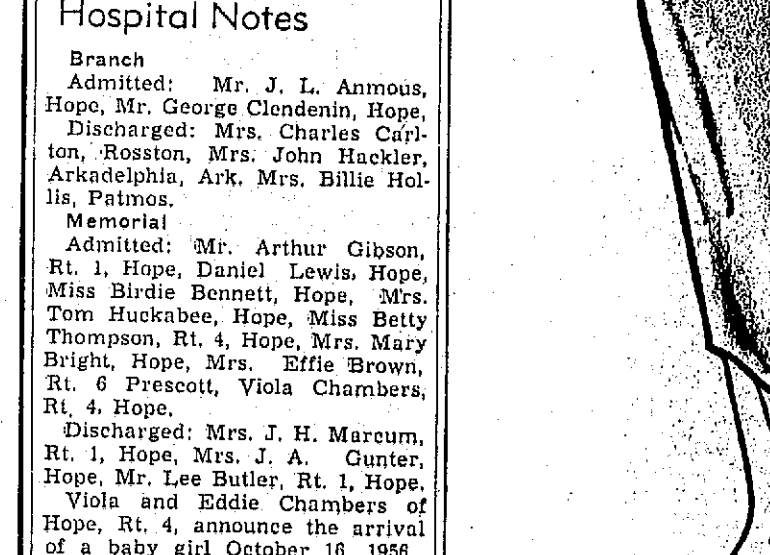 Hospital Notes
Branch
Admitted: Mr. J. L. Anmous,
Hope, Mr. George Clendenin, Hope,
Discharged: Mrs. Charles Carl-
ton, Rosston, Mrs. John Hackler,
Arkadelphia, Ark. Mrs. Billie Hol-
lis, Patmos.
Memorial
Admitted: Mr. Arthur Gibson,
Rt. 1, Hope, Daniel Lewis, Hope,
Miss Birdie Bennett, Hope, Mrs.
Tom Huckabee, Hope, Miss Betty
Thompson, Rt. 4, Hope, Mrs. Mary
Bright, Hope, Mrs. Effie Brown,
Rt. 6 Prescott, Viola Chambers,
Rt. 4, Hope.
Discharged: Mrs. J. H. Marcum,
Rt. 1, Hope, Mrs. J. A. Gunter,
Hope, Mr. Lee Butler, Rt. 1, Hope,
Viola and Eddie Chambers of
Hope, Rt. 4, announce the arrival
of a baby girl October 16, 1956